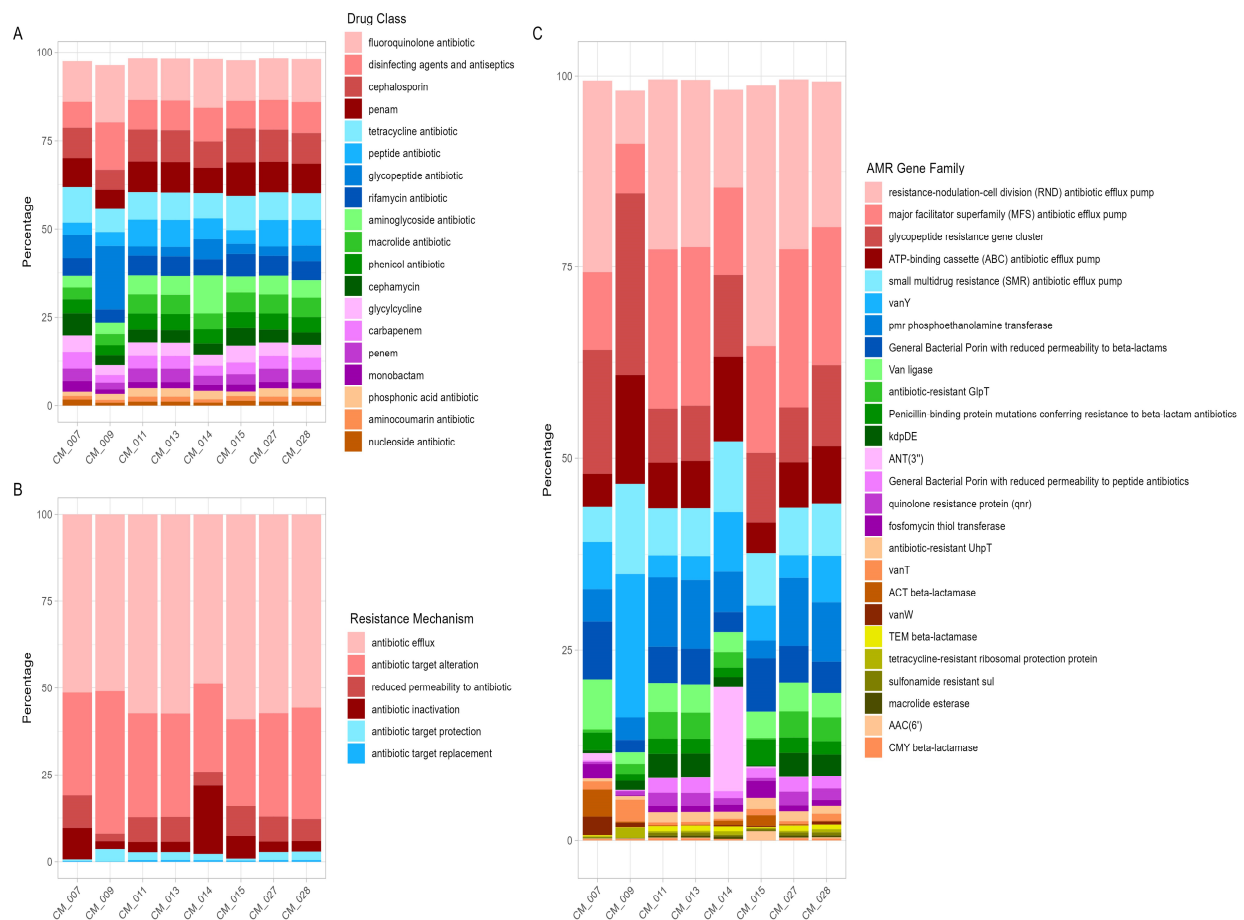 A
Percentage
100
75
50
25
0
CM_007
CM_009
CM_011
CM_013
CM_014
CM_015
CM_027
CM_028
Drug Class
fluoroquinolone antibiotic
disinfecting agents and antiseptics
cephalosporin
penam
tetracycline antibiotic
peptide antibiotic
glycopeptide antibiotic
rifamycin antibiotic
aminoglycoside antibiotic
macrolide antibiotic
phenicol antibiotic
cephamycin
glycylcycline
carbapenem
penem
monobactam
phosphonic acid antibiotic
aminocoumarin antibiotic
nucleoside antibiotic
B
Percentage
100
75
50
25
0
CM_007
CM_009
CM_011
CM_013
CM_014
CM_015
CM_027
CM_028
Resistance Mechanism
antibiotic efflux
antibiotic target alteration
reduced permeability to antibiotic
antibiotic inactivation
antibiotic target protection
antibiotic target replacement
C
Percentage
100
75
50
25
0
CM_007
CM_009
CM_011
CM_013
CM_014
CM_015
CM_027
CM_028
AMR Gene Family
resistance-nodulation-cell division (RND) antibiotic efflux pump
major facilitator superfamily (MFS) antibiotic efflux pump
glycopeptide resistance gene cluster
ATP-binding cassette (ABC) antibiotic efflux pump
small multidrug resistance (SMR) antibiotic efflux pump
vanY
pmr phosphoethanolamine transferase
General Bacterial Porin with reduced permeability to beta-lactams
Van ligase
antibiotic-resistant GlpT
Penicillin-binding protein mutations conferring resistance to beta-lactam antibiotics
kdpDE
ANT(3'')
General Bacterial Porin with reduced permeability to peptide antibiotics
quinolone resistance protein (qnr)
fosfomycin thiol transferase
antibiotic-resistant UhpT
vanT
ACT beta-lactamase
vanW
TEM beta-lactamase
tetracycline-resistant ribosomal protection protein
sulfonamide resistant sul
macrolide esterase
AAC(6')
CMY beta-lactamase